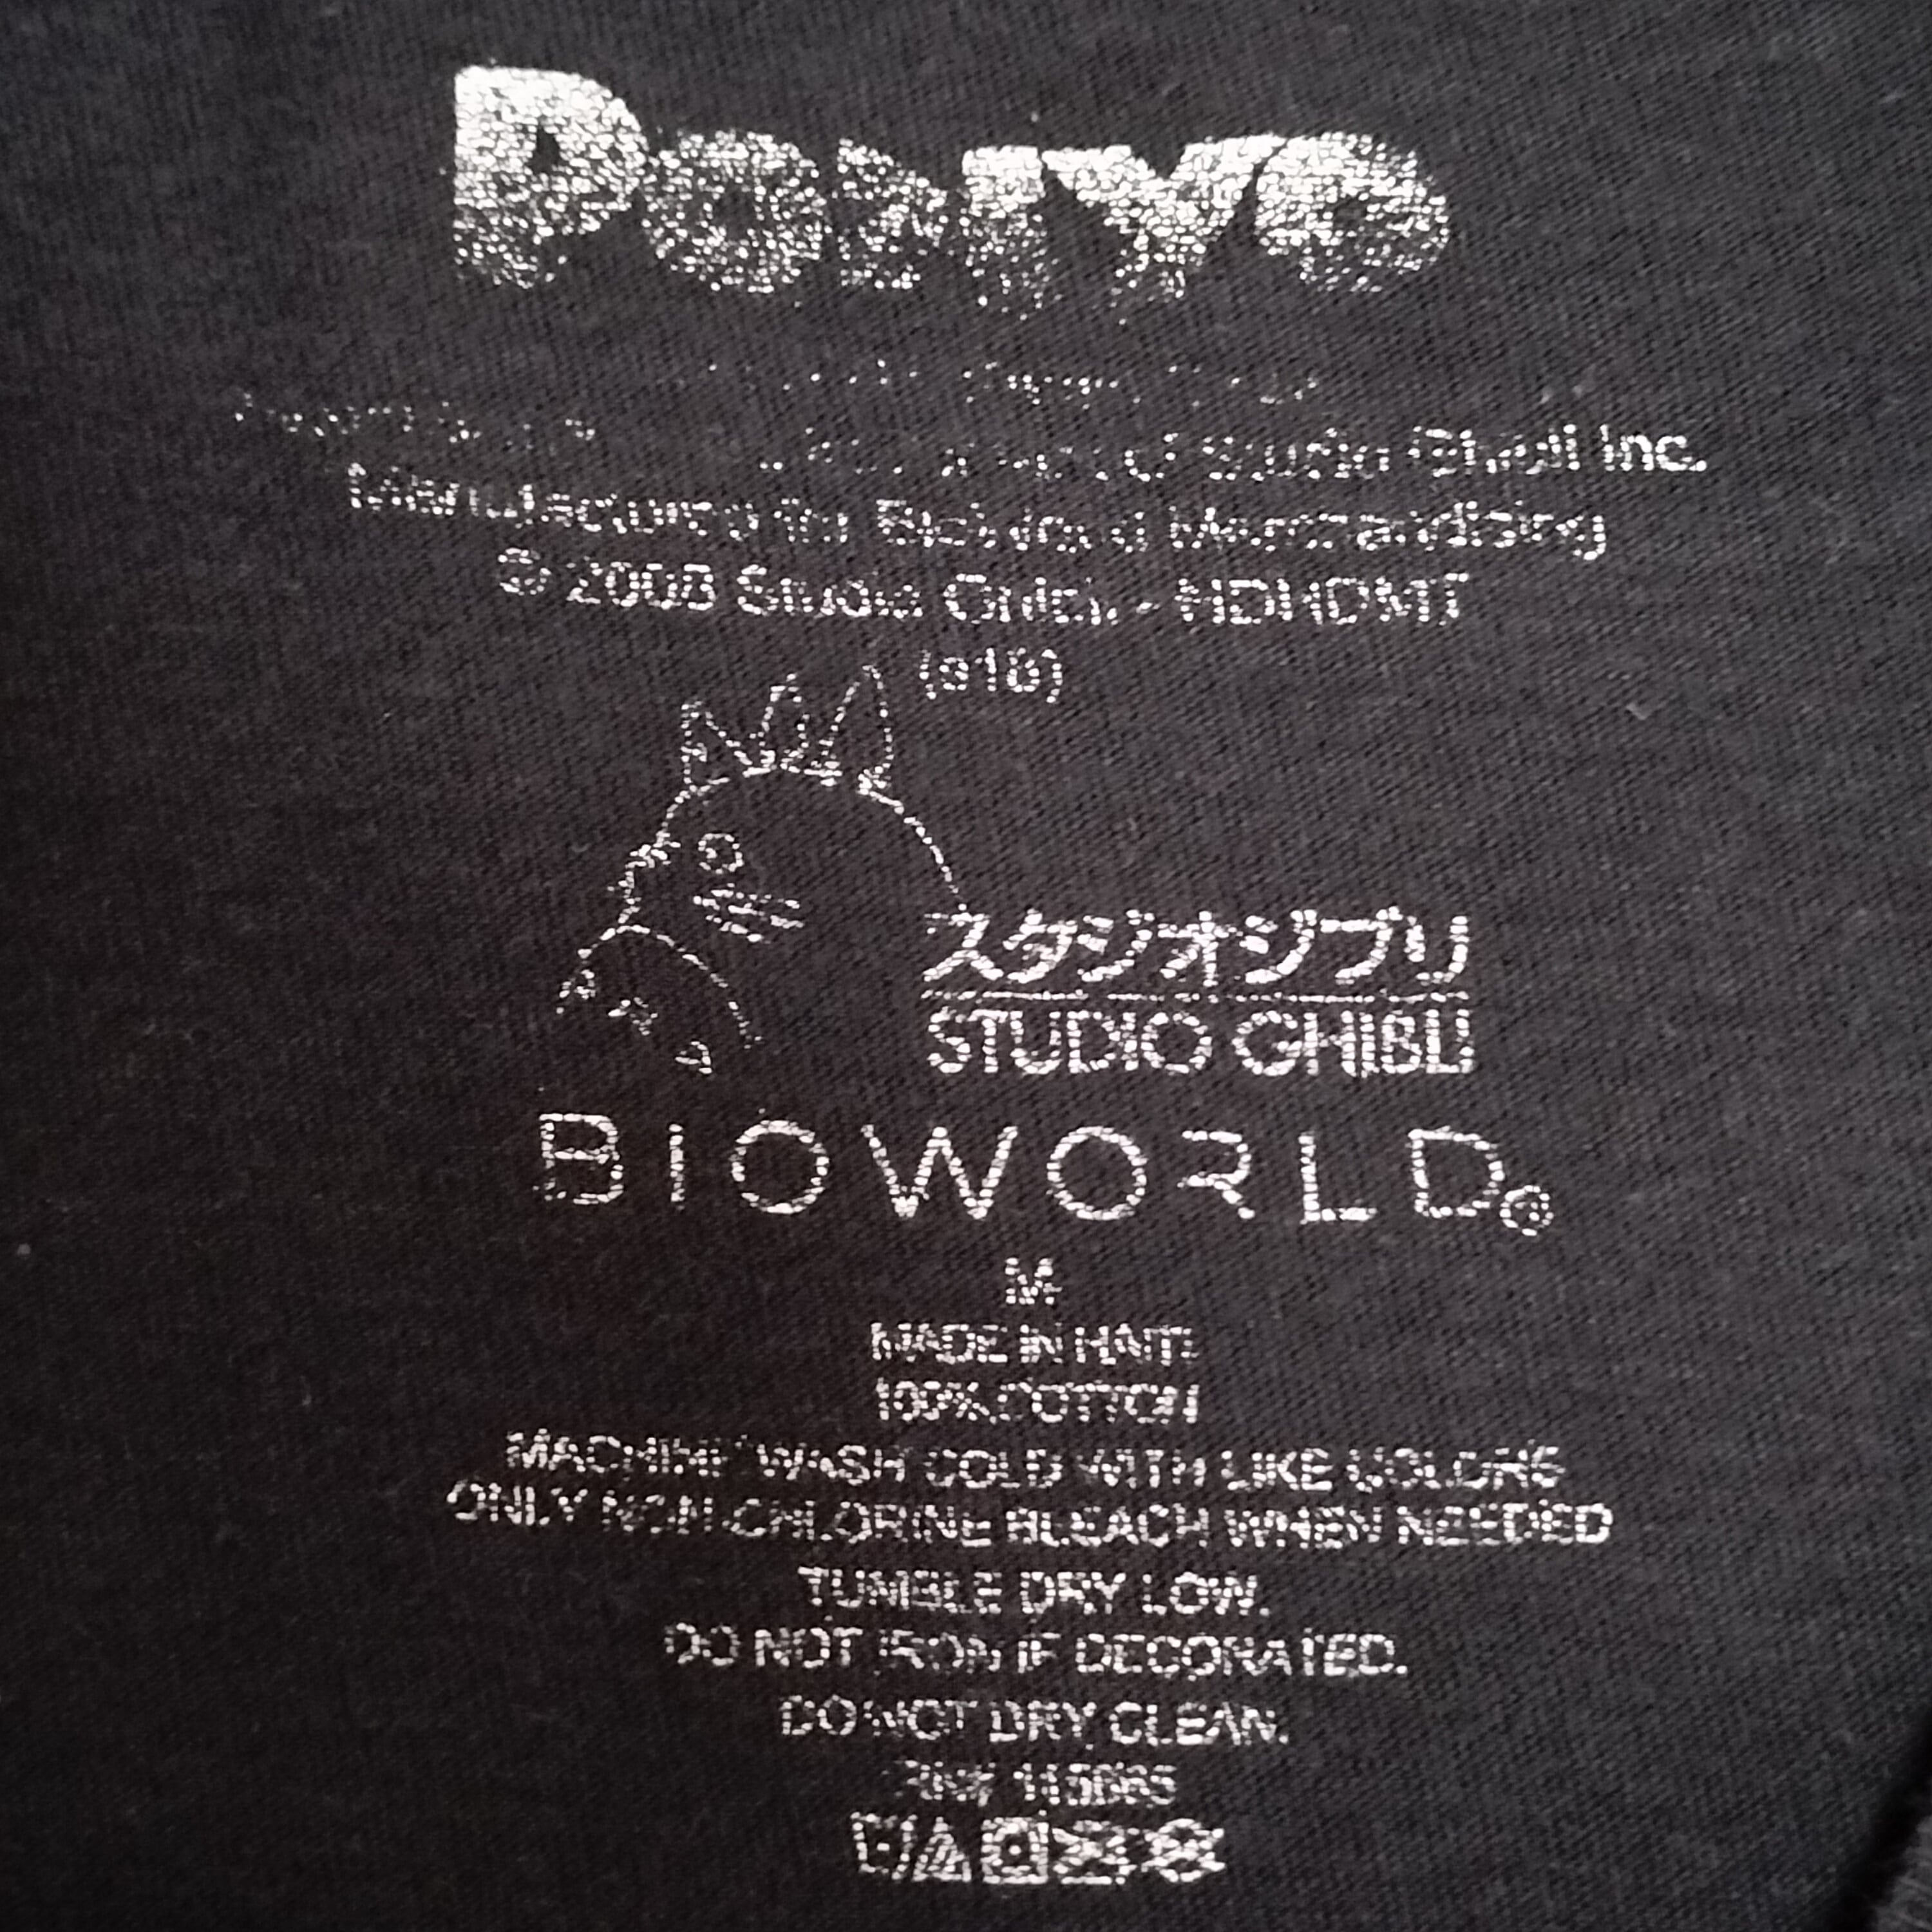 PONYO
of Studio Ghibli Inc.
Manufactured for Bioworld Merchandising
© 2008 Studio Ghibli - NDHDMT
スタジオジブリ
STUDIO GHIBLI
BIOWORLD®
M
MADE IN HAITI
100% COTTON
MACHINE WASH COLD WITH LIKE COLORS
ONLY NON-CHLORINE BLEACH WHEN NEEDED
TUMBLE DRY LOW.
DO NOT IRON IF DECORATED.
DO NOT DRY CLEAN.